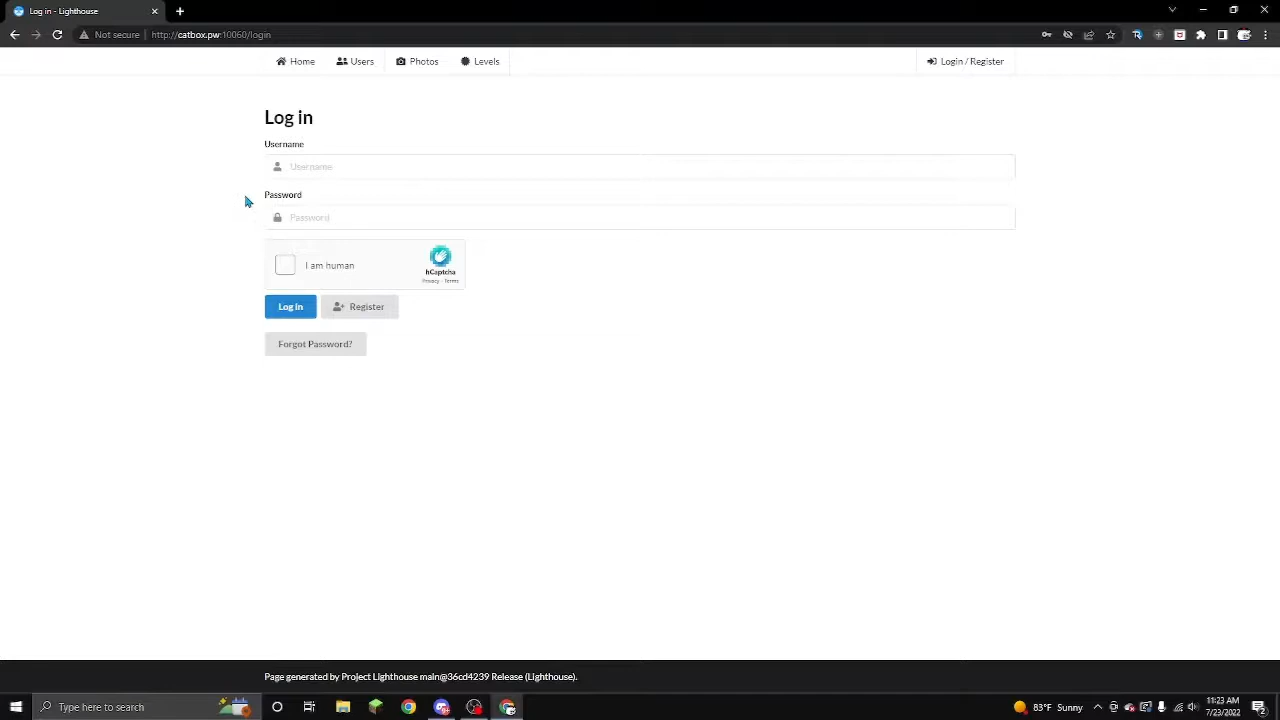 Log in - Lighthouse
Not secure
http://catbox.pw:10060/login
Home
Users
Photos
Levels
Login / Register
Log in
Username
Username
Password
Password
I am human
hCaptcha
Privacy - Terms
Log in
Register
Forgot Password?
Page generated by Project Lighthouse main@36cd4239 Release (Lighthouse).
Type here to search
83°F Sunny
11:23 AM
7/23/2022
2